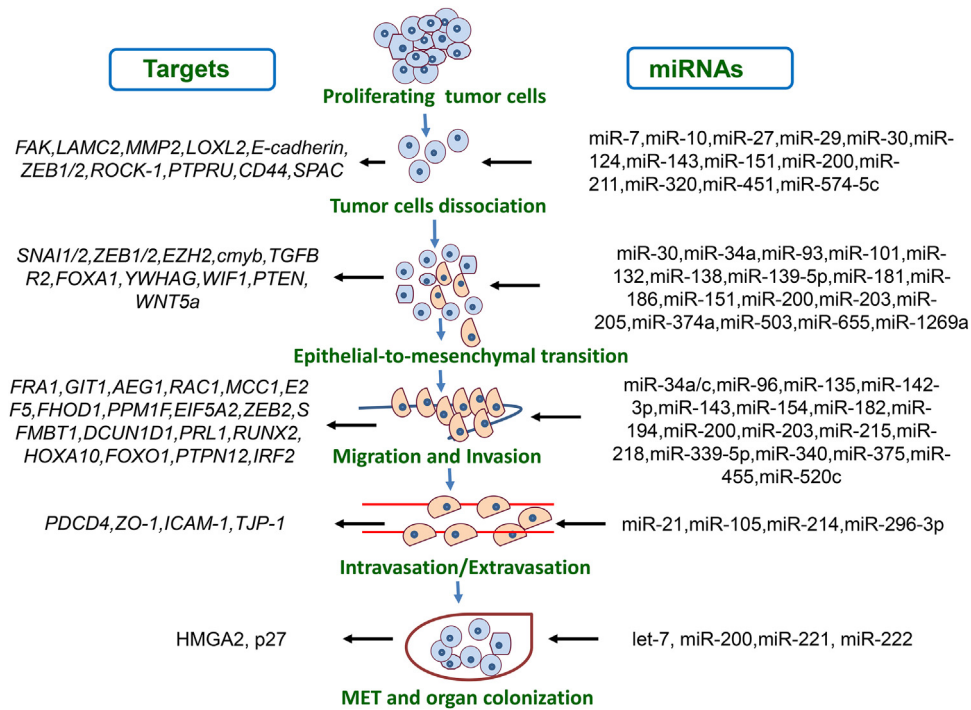 Targets
miRNAs
Proliferating tumor cells
FAK,LAMC2,MMP2,LOXL2,E-cadherin,
ZEB1/2,ROCK-1,PTPRU,CD44,SPAC
miR-7,miR-10,miR-27,miR-29,miR-30,miR-
124,miR-143,miR-151,miR-200,miR-
211,miR-320,miR-451,miR-574-5c
Tumor cells dissociation
SNAI1/2,ZEB1/2,EZH2,cmyb,TGFB
R2,FOXA1,YWHAG,WIF1,PTEN,
WNT5a
miR-30,miR-34a,miR-93,miR-101,miR-
132,miR-138,miR-139-5p,miR-181,miR-
186,miR-151,miR-200,miR-203,miR-
205,miR-374a,miR-503,miR-655,miR-1269a
Epithelial-to-mesenchymal transition
FRA1,GIT1,AEG1,RAC1,MCC1,E2
F5,FHOD1,PPM1F,EIF5A2,ZEB2,S
FMBT1,DCUN1D1,PRL1,RUNX2,
HOXA10,FOXO1,PTPN12,IRF2
miR-34a/c,miR-96,miR-135,miR-142-
3p,miR-143,miR-154,miR-182,miR-
194,miR-200,miR-203,miR-215,miR-
218,miR-339-5p,miR-340,miR-375,miR-
455,miR-520c
Migration and Invasion
PDCD4,ZO-1,ICAM-1,TJP-1
miR-21,miR-105,miR-214,miR-296-3p
Intravasation/Extravasation
HMGA2, p27
let-7, miR-200,miR-221, miR-222
MET and organ colonization